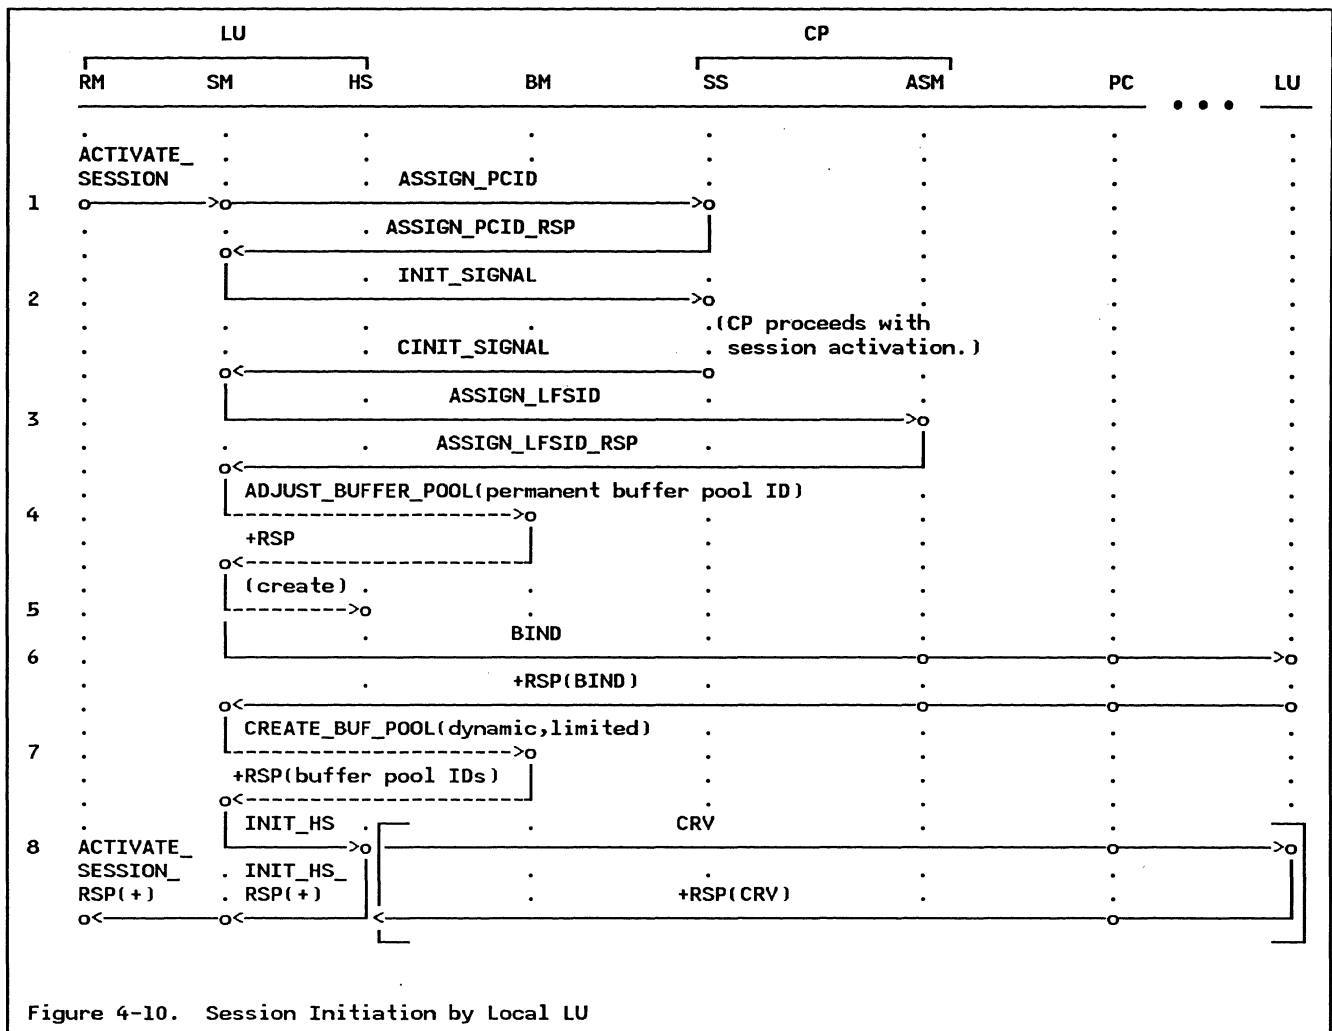 LU CP
RM SM HS BM SS ASM PC • • • LU
ACTIVATE_
SESSION ASSIGN_PCID
1
ASSIGN_PCID_RSP
INIT_SIGNAL
2
(CP proceeds with
CINIT_SIGNAL session activation.)
ASSIGN_LFSID
3
ASSIGN_LFSID_RSP
ADJUST_BUFFER_POOL(permanent buffer pool ID)
4
+RSP
(create)
5
BIND
6
+RSP(BIND)
CREATE_BUF_POOL(dynamic,limited)
7
+RSP(buffer pool IDs)
INIT_HS CRV
8 ACTIVATE_
SESSION_ INIT_HS_
RSP(+) RSP(+) +RSP(CRV)
Figure 4-10. Session Initiation by Local LU